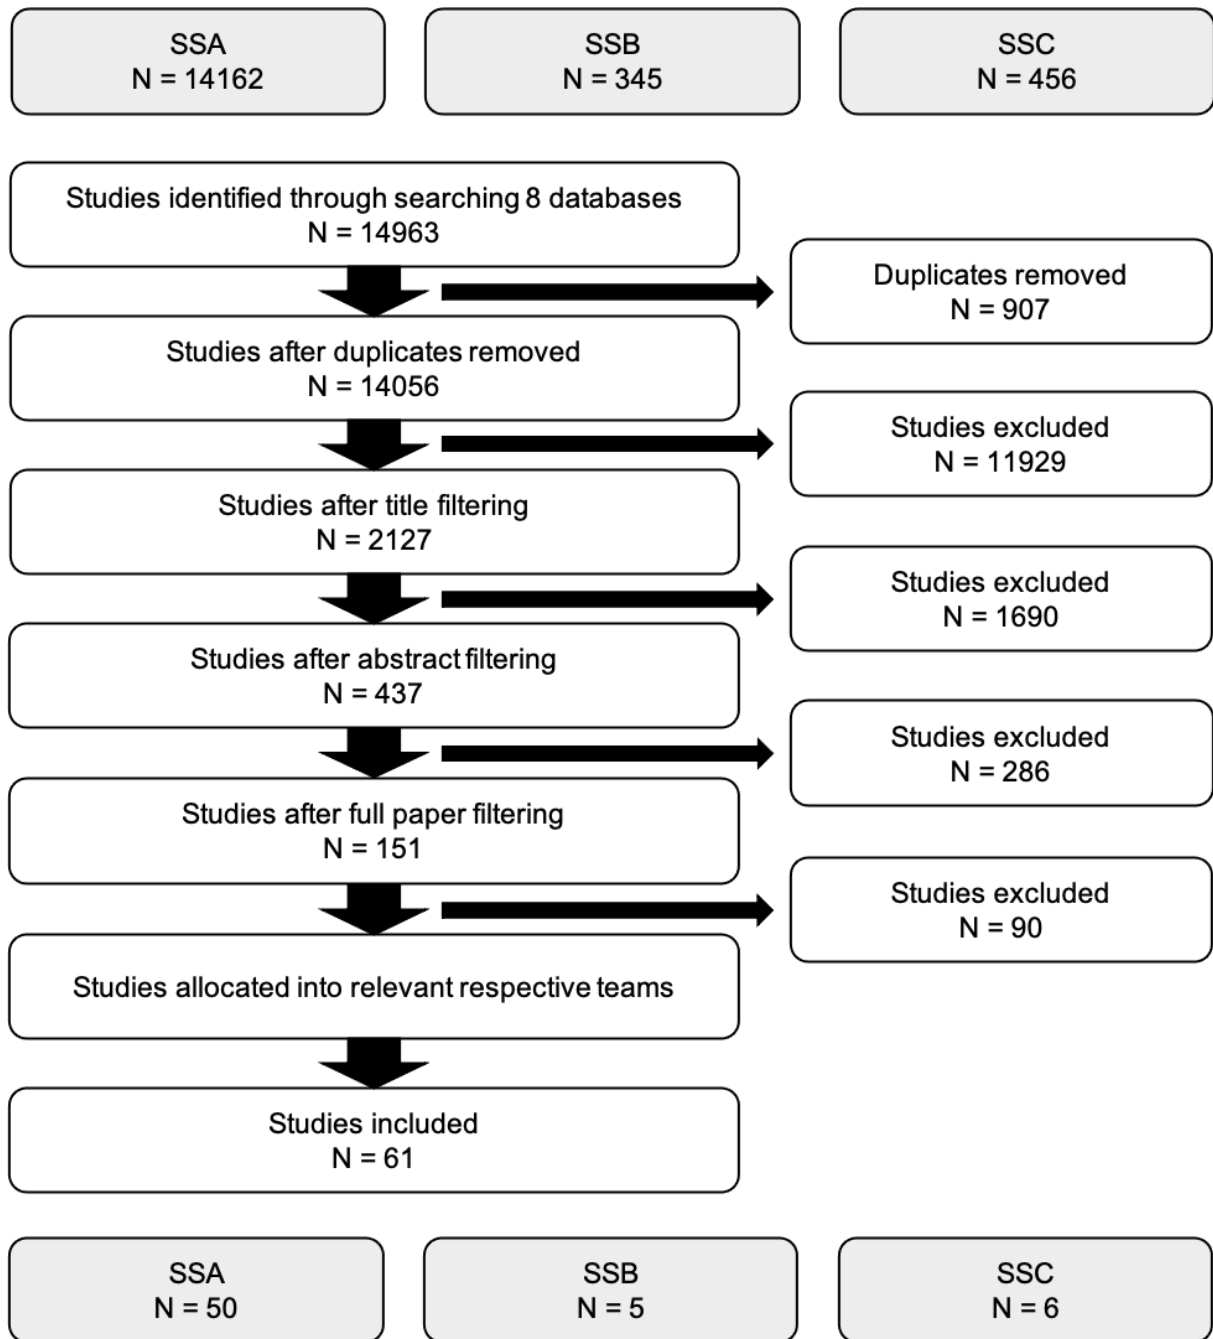 SSA
N = 14162
SSB
N = 345
SSC
N = 456
Studies identified through searching 8 databases
N = 14963
Duplicates removed
N = 907
Studies after duplicates removed
N = 14056
Studies excluded
N = 11929
Studies after title filtering
N = 2127
Studies excluded
N = 1690
Studies after abstract filtering
N = 437
Studies excluded
N = 286
Studies after full paper filtering
N = 151
Studies excluded
N = 90
Studies allocated into relevant respective teams
Studies included
N = 61
SSA
N = 50
SSB
N = 5
SSC
N = 6